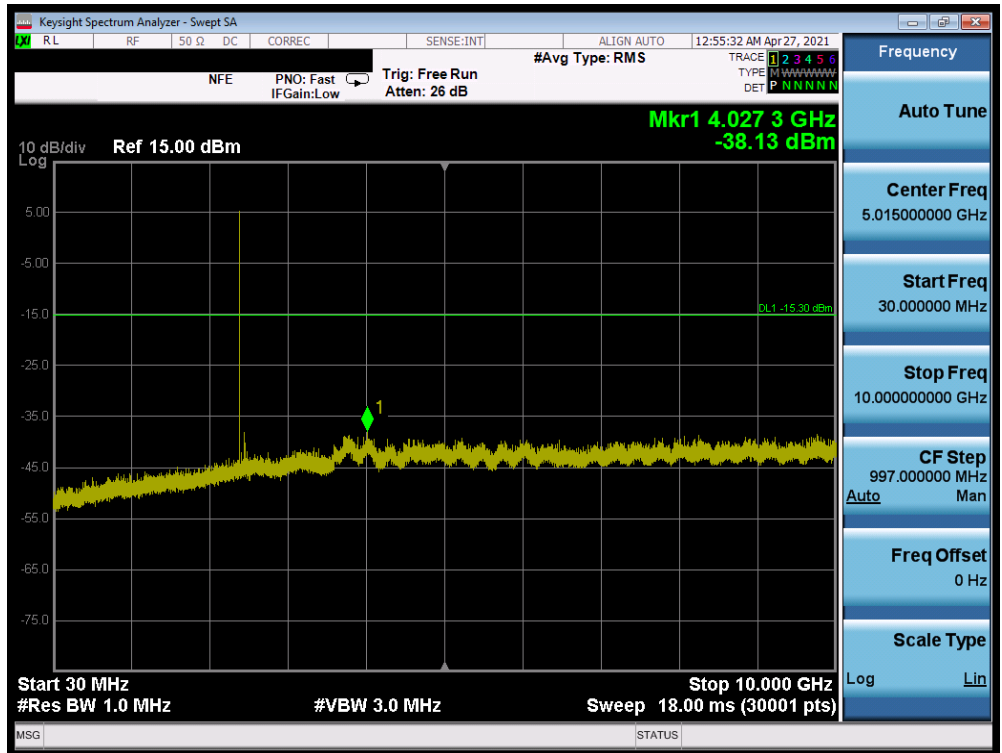 Keysight Spectrum Analyzer - Swept SA
LXI RL RF 50 Ω DC CORREC SENSE:INT ALIGN AUTO 12:55:32 AM Apr 27, 2021
NFE
PNO: Fast
IFGain:Low
Trig: Free Run
Atten: 26 dB
#Avg Type: RMS
TRACE 1 2 3 4 5 6
TYPE M WWWWW
DET P N N N N N
Mkr1 4.027 3 GHz
-38.13 dBm
10 dB/div Ref 15.00 dBm
Log
5.00
-5.00
-15.0
DL1 -15.30 dBm
-25.0
-35.0
1
-45.0
-55.0
-65.0
-75.0
Start 30 MHz Stop 10.000 GHz
#Res BW 1.0 MHz #VBW 3.0 MHz Sweep 18.00 ms (30001 pts)
MSG STATUS
Frequency
Auto Tune
Center Freq
5.015000000 GHz
Start Freq
30.000000 MHz
Stop Freq
10.000000000 GHz
CF Step
997.000000 MHz
Auto Man
Freq Offset
0 Hz
Scale Type
Log Lin